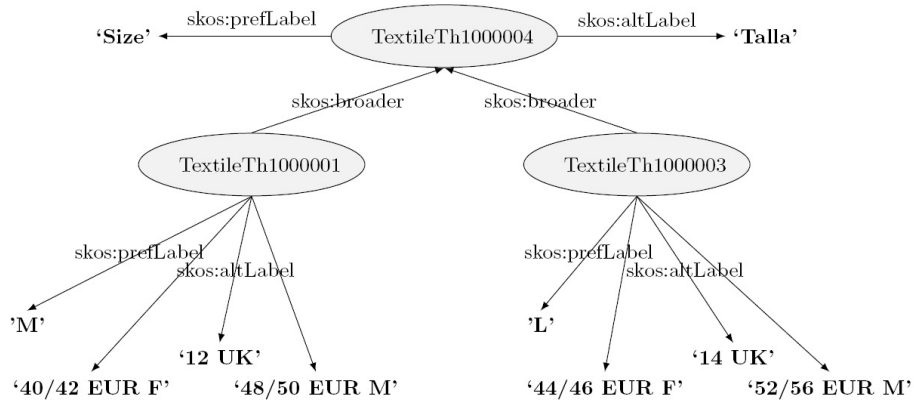 ‘Size’ skos:prefLabel TextileTh1000004 skos:altLabel ‘Talla’
skos:broader skos:broader
TextileTh1000001 TextileTh1000003
skos:prefLabel skos:prefLabel
skos:altLabel skos:altLabel
’M’ ’L’
‘12 UK’ ‘14 UK’
‘40/42 EUR F’ ‘48/50 EUR M’ ‘44/46 EUR F’ ‘52/56 EUR M’